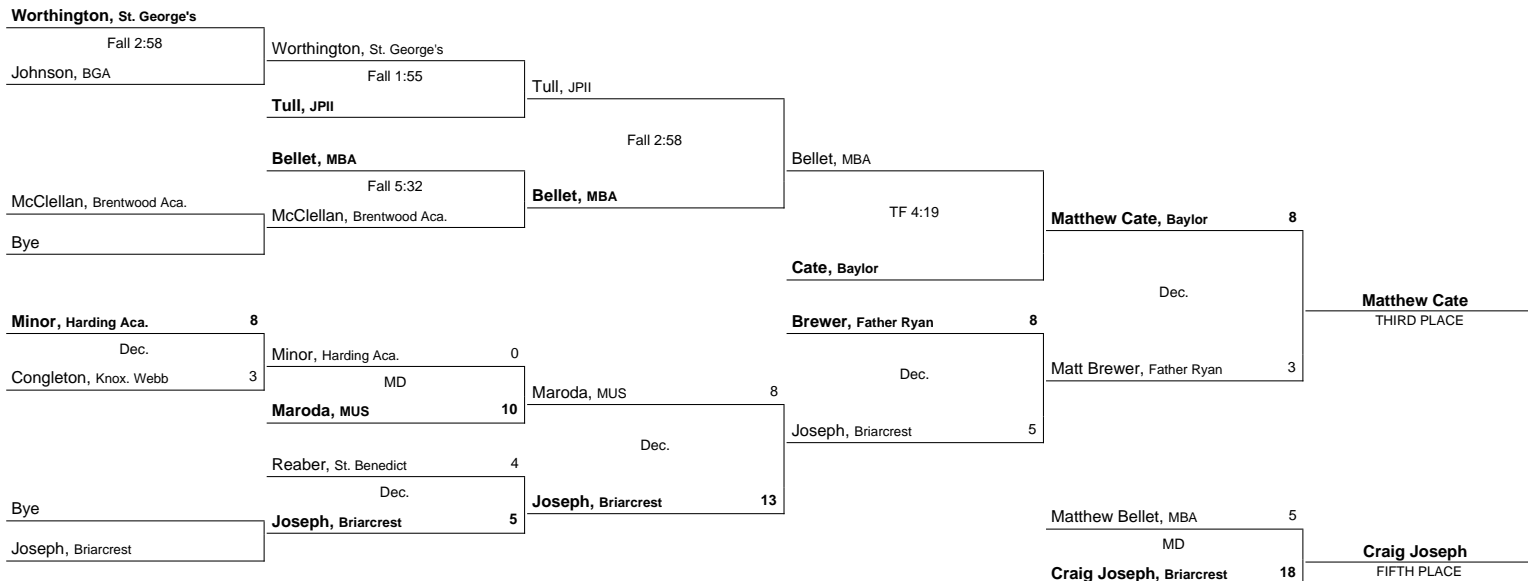 Worthington, St. George's
Fall 2:58
Johnson, BGA
Worthington, St. George's
Fall 1:55
Tull, JPII
Tull, JPII
Fall 2:58
Bellet, MBA
Bellet, MBA
Fall 5:32
McClellan, Brentwood Aca.
McClellan, Brentwood Aca.
Bye
Bellet, MBA
TF 4:19
Cate, Baylor
Matthew Cate, Baylor 8
Dec.
Matt Brewer, Father Ryan 3
Matthew Cate
THIRD PLACE
Minor, Harding Aca. 8
Dec.
Congleton, Knox. Webb 3
Minor, Harding Aca. 0
MD
Maroda, MUS 10
Maroda, MUS 8
Dec.
Joseph, Briarcrest 13
Brewer, Father Ryan 8
Dec.
Joseph, Briarcrest 5
Reaber, St. Benedict 4
Dec.
Joseph, Briarcrest 5
Bye
Joseph, Briarcrest
Matthew Bellet, MBA 5
MD
Craig Joseph, Briarcrest 18
Craig Joseph
FIFTH PLACE